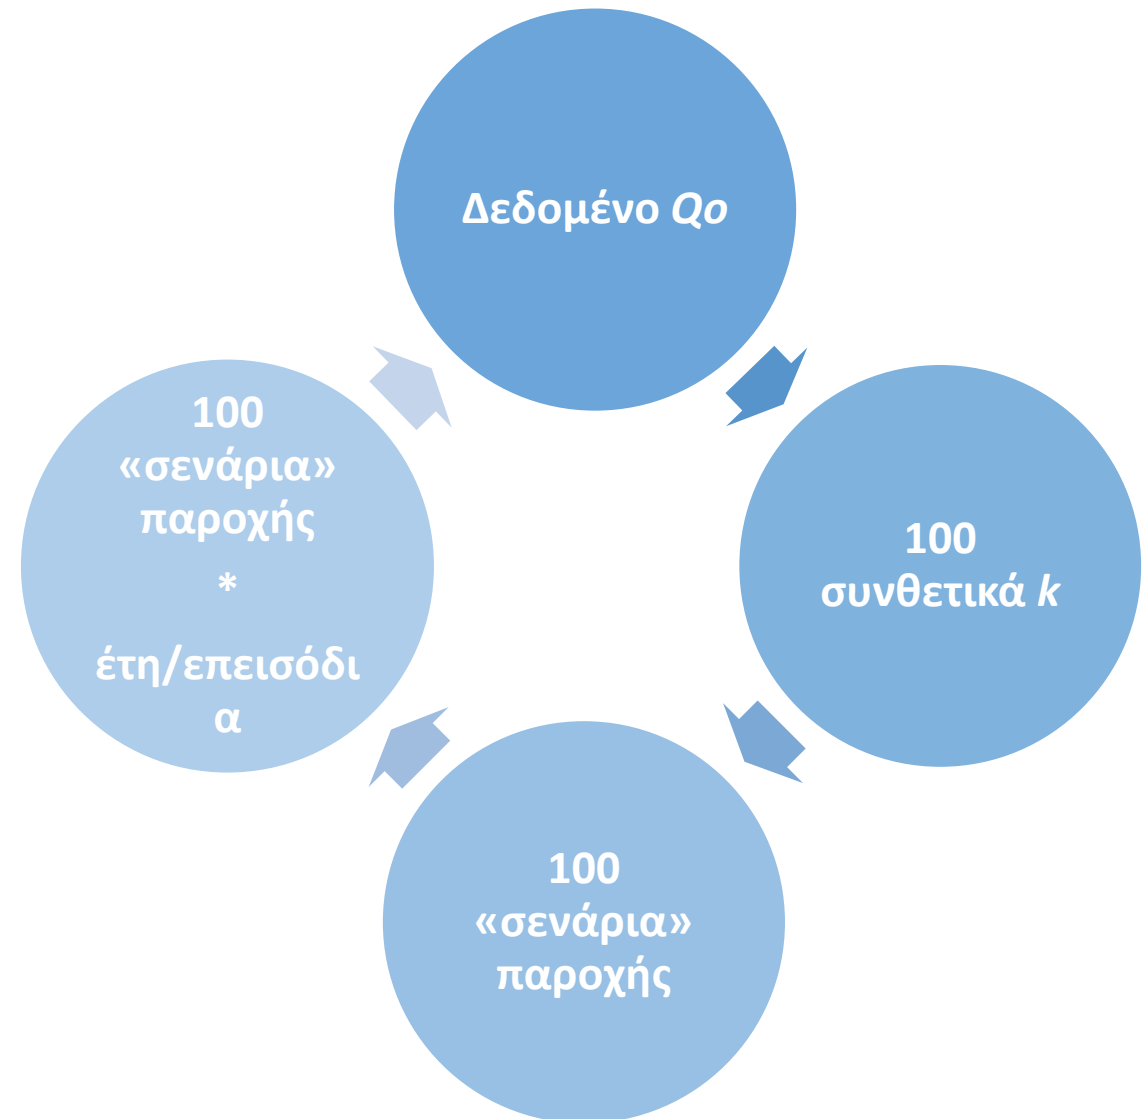 Δεδομένο Qo
100
συνθετικά k
100
«σενάρια»
παροχής
100
«σενάρια»
παροχής
*
έτη/επεισόδι
α